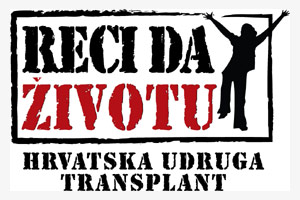 RECI DA
ŽIVOTU
HRVATSKA UDRUGA
TRANSPLANT